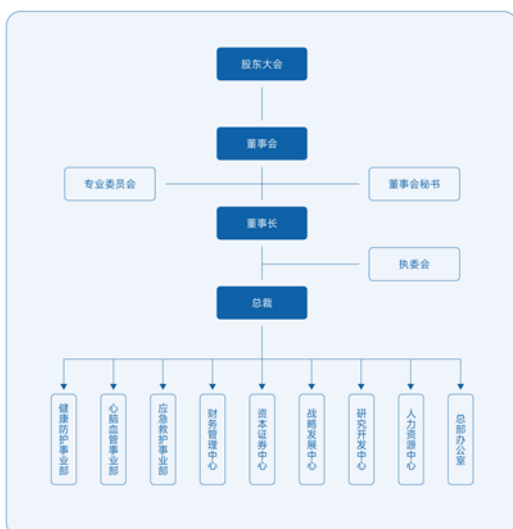 股东大会
董事会
专业委员会
董事会秘书
董事长
执委会
总裁
健康防护事业部
心脑血管事业部
应急救护事业部
财务管理中心
资本证券中心
战略发展中心
研究开发中心
人力资源中心
总部办公室